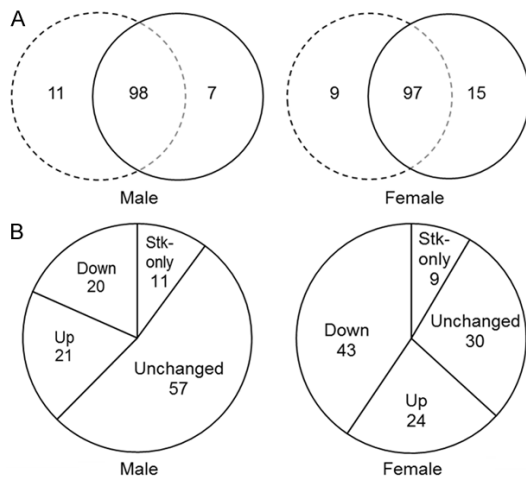 A
11 98 7
9 97 15
Male
Female
B
Stk-
only
11
Down
20
Up
21
Unchanged
57
Male
Stk-
only
9
Down
43
Unchanged
30
Up
24
Female